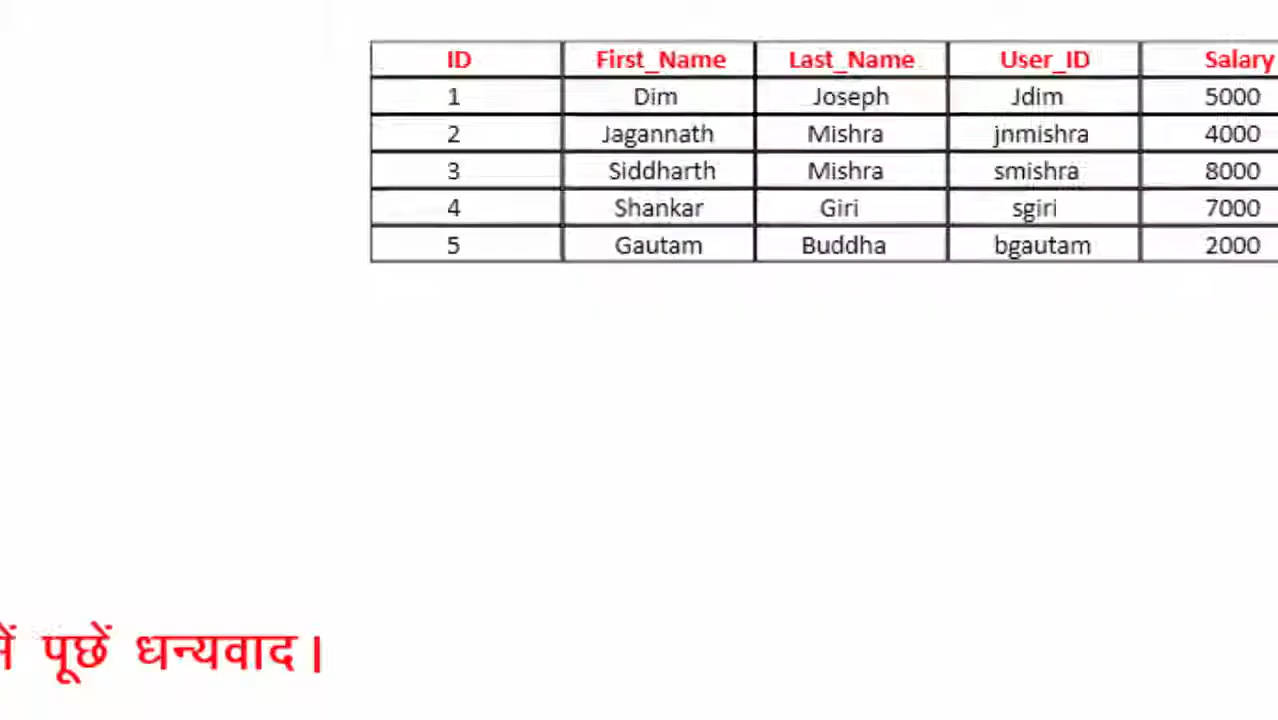 ID First_Name Last_Name User_ID Salary
1 Dim Joseph Jdim 5000
2 Jagannath Mishra jnmishra 4000
3 Siddharth Mishra smishra 8000
4 Shankar Giri sgiri 7000
5 Gautam Buddha bgautam 2000
पूछें धन्यवाद।